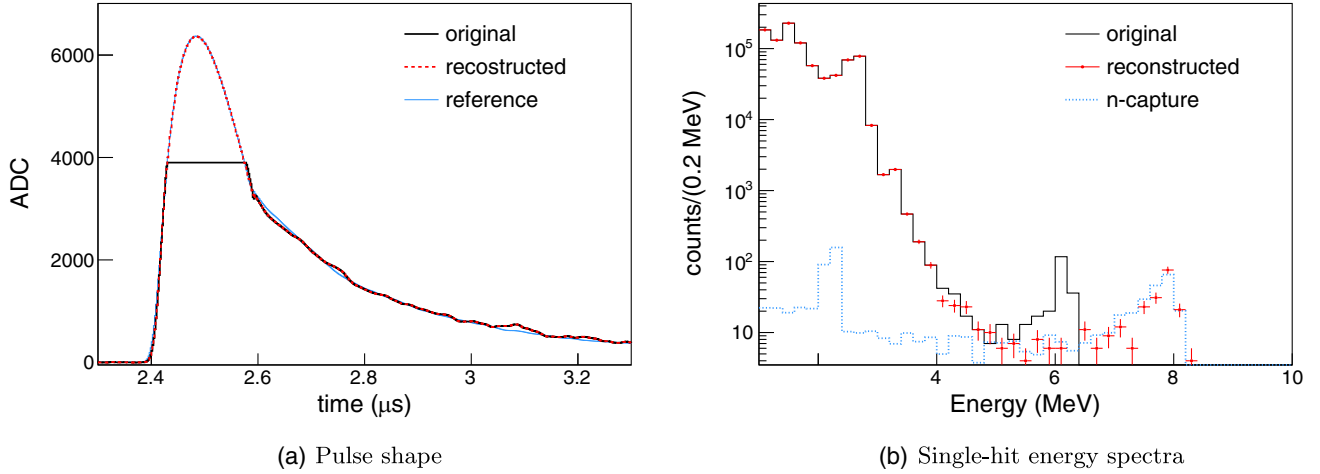 original
recostructed
reference
ADC
6000
4000
2000
0
2.4
2.6
2.8
3
3.2
time (μs)
(a) Pulse shape
original
reconstructed
n-capture
counts/(0.2 MeV)
10⁵
10⁴
10³
10²
10
4
6
8
10
Energy (MeV)
(b) Single-hit energy spectra